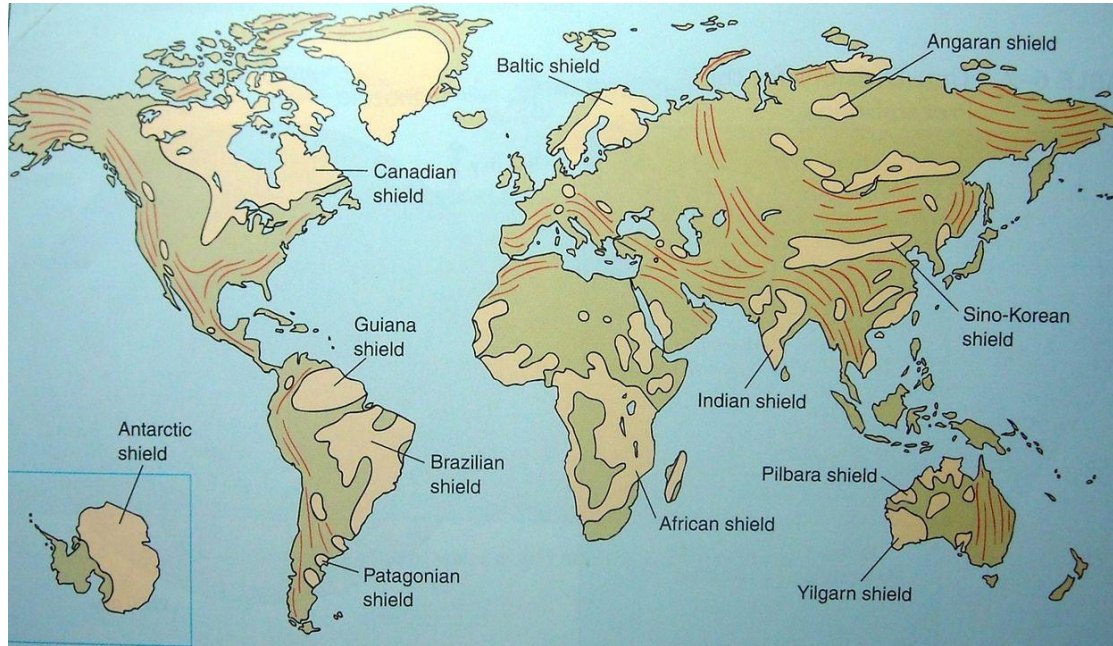 Angaran shield
Baltic shield
Canadian
shield
Guiana
shield
Sino-Korean
shield
Indian shield
Antarctic
shield
Brazilian
shield
Pilbara shield
African shield
Patagonian
shield
Yilgarn shield